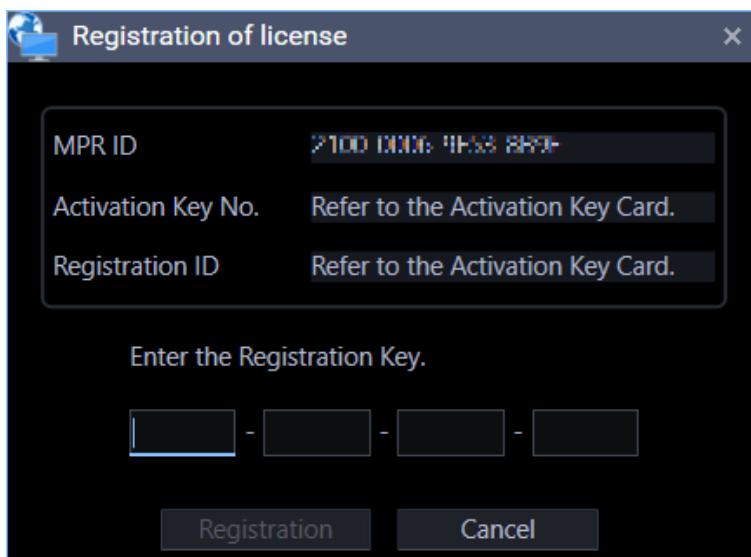 Registration of license
MPR ID
Activation Key No. Refer to the Activation Key Card.
Registration ID Refer to the Activation Key Card.
Enter the Registration Key.
- - -
Registration Cancel